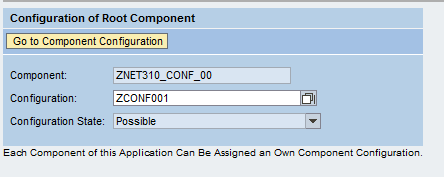 Configuration of Root Component
Go to Component Configuration
Component: ZNET310_CONF_00
Configuration: ZCONF001
Configuration State: Possible
Each Component of this Application Can Be Assigned an Own Component Configuration.